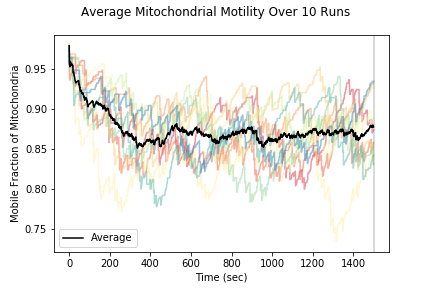 Average Mitochondrial Motility Over 10 Runs
Mobile Fraction of Mitochondria
0.95
0.90
0.85
0.80
0.75
Average
0 200 400 600 800 1000 1200 1400
Time (sec)